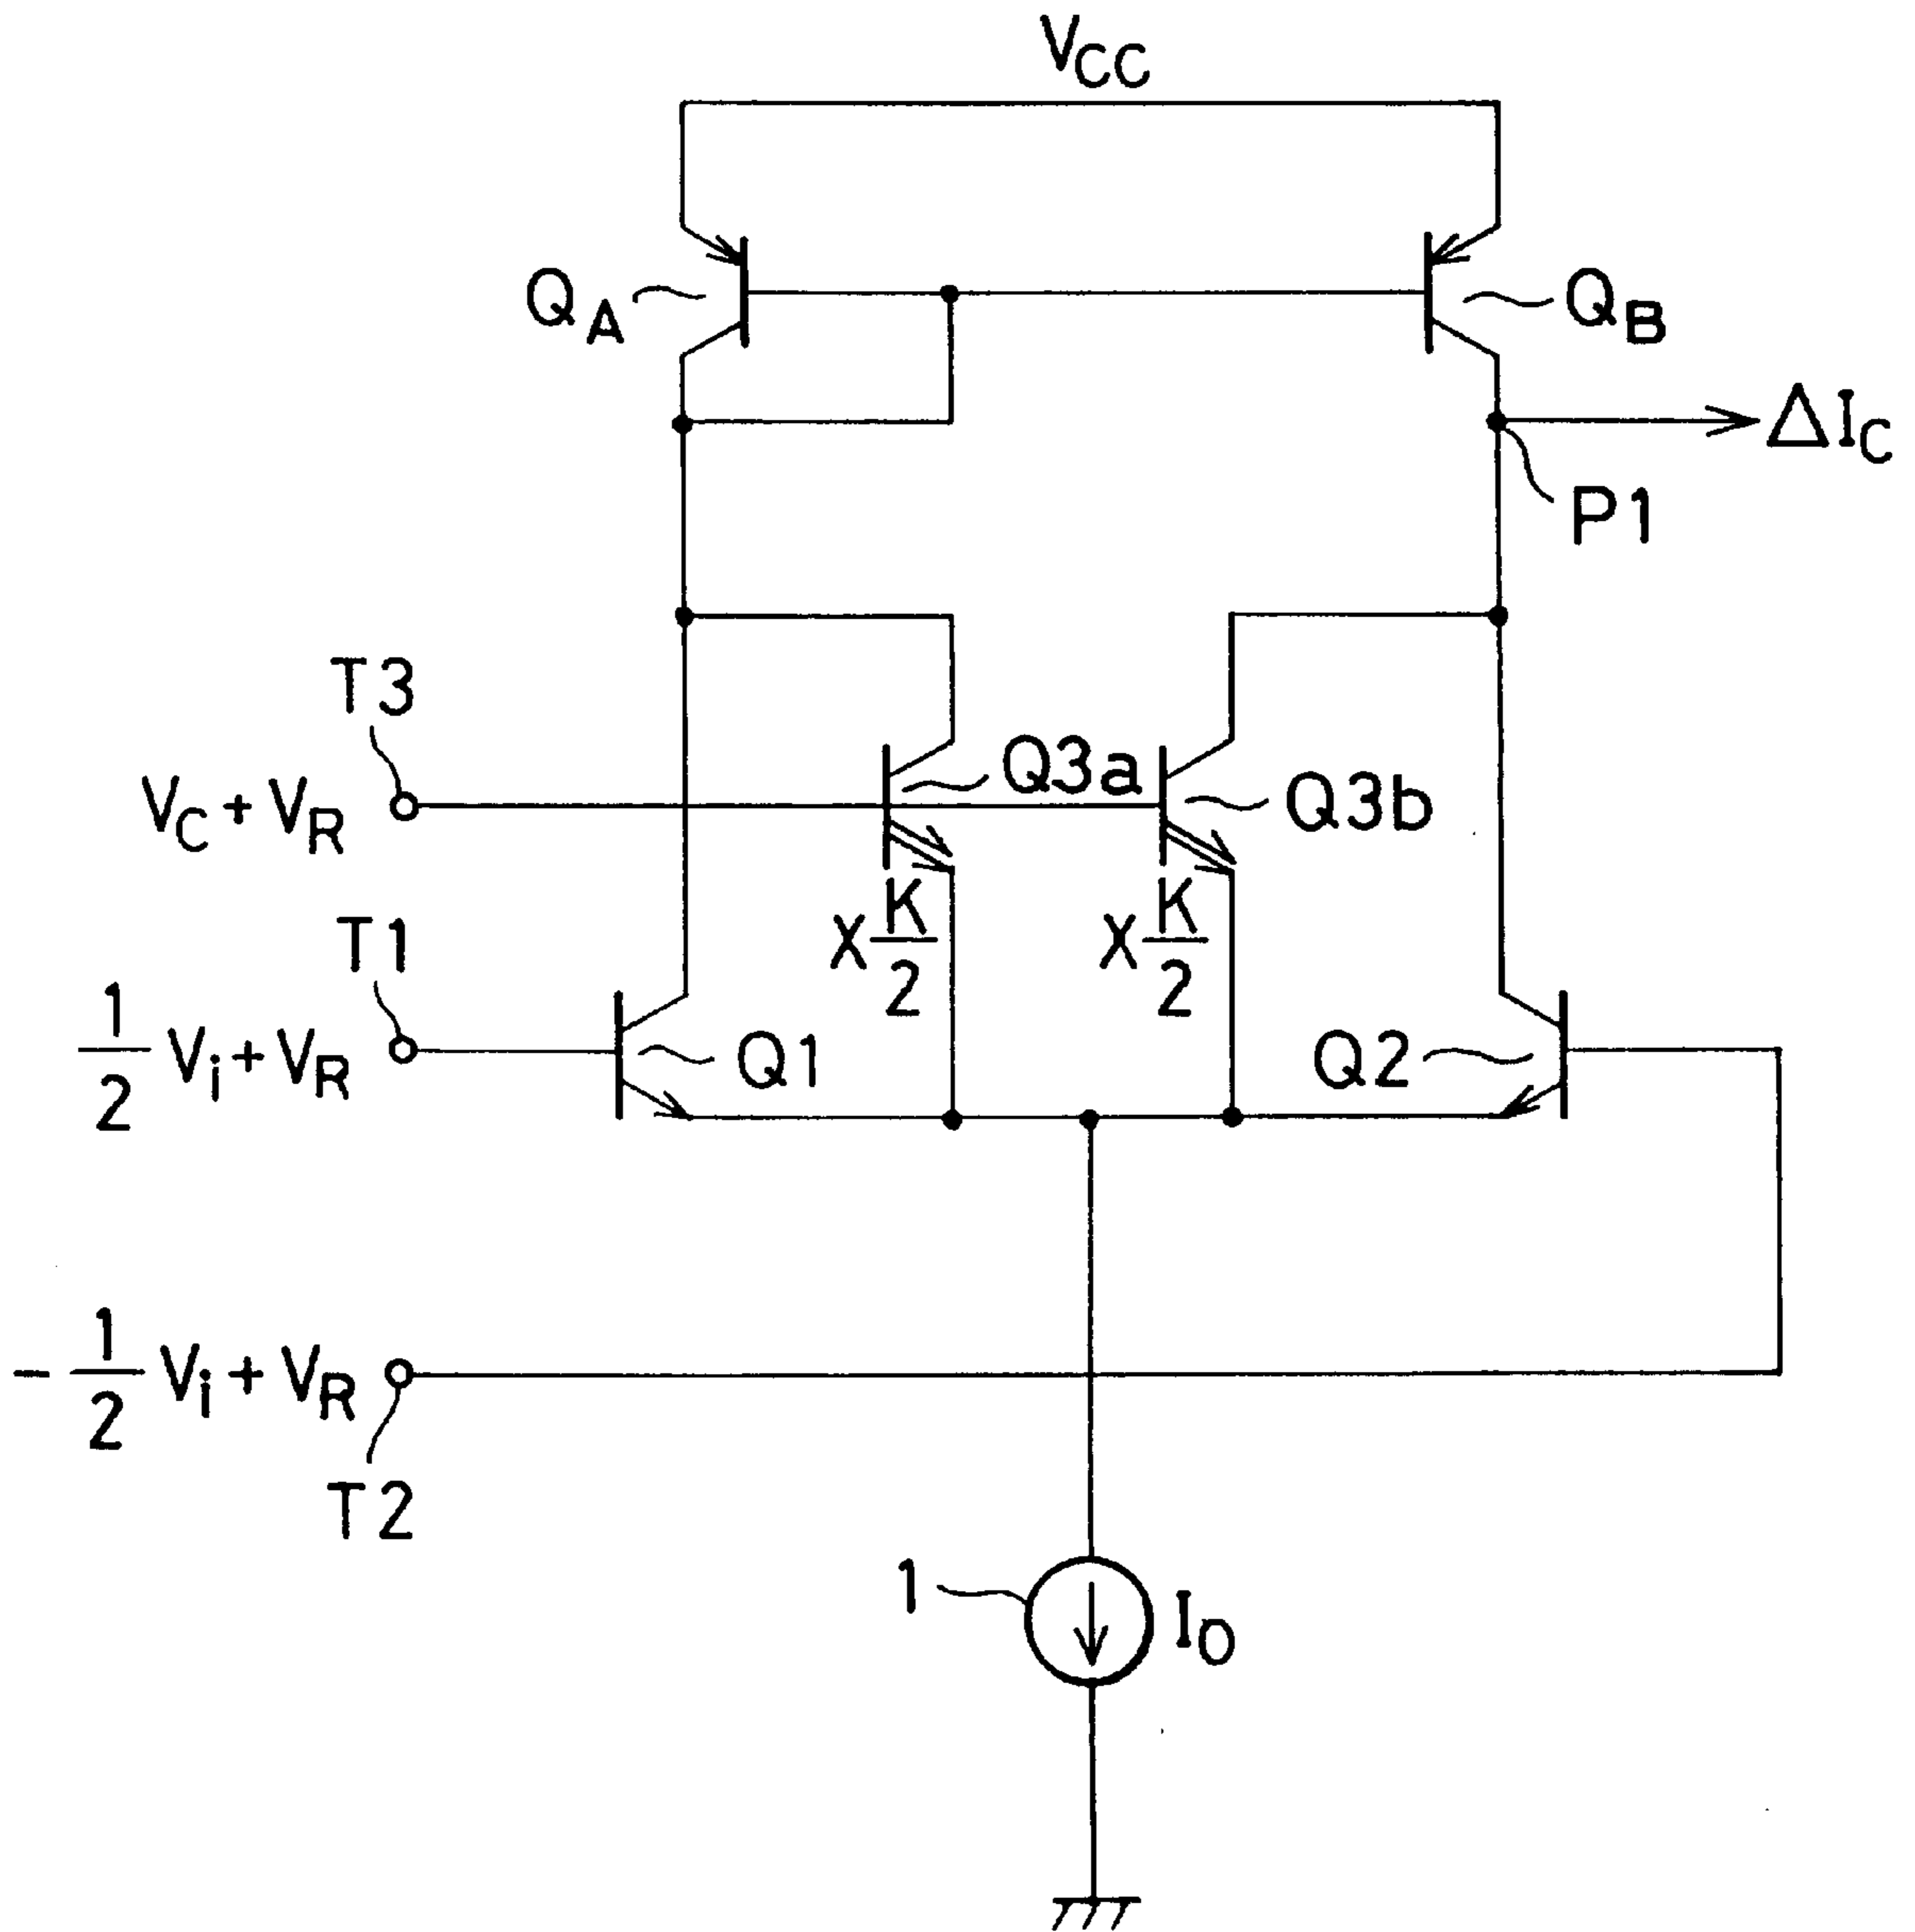 VCC
QA
QB
ΔIC
P1
T3
Q3a
Q3b
VC+VR
X K/2
X K/2
T1
1/2 Vi+VR
Q1
Q2
-1/2 Vi+VR
T2
1
IO